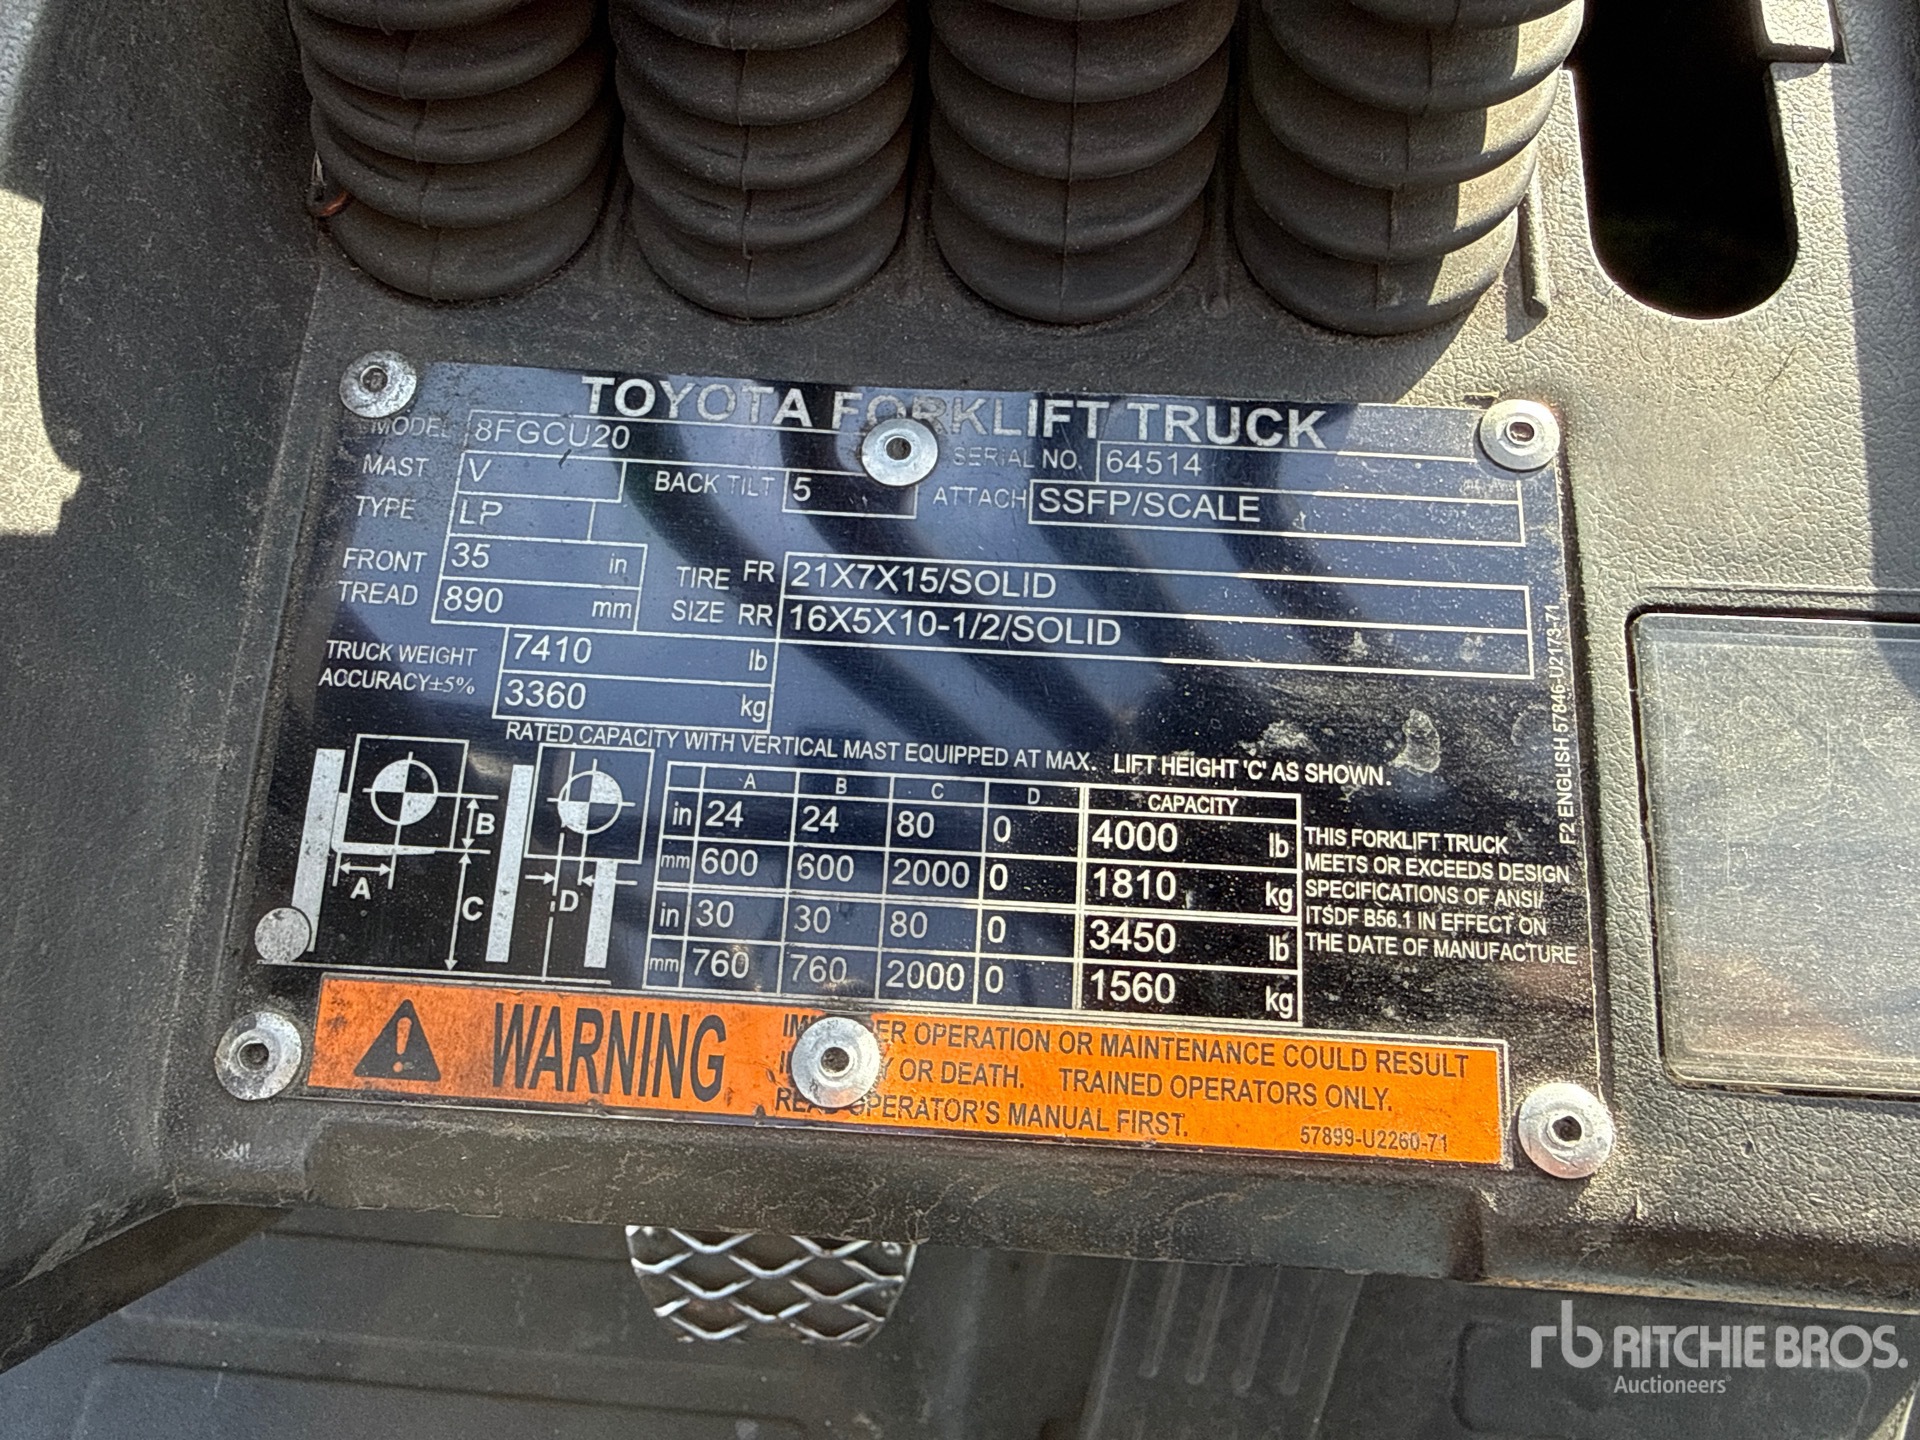 TOYOTA FORKLIFT TRUCK
MODEL 8FGCU20 SERIAL NO. 64514
MAST V BACK TILT 5 ATTACH SSFP/SCALE
TYPE LP
FRONT TREAD 35 in
890 mm
TIRE SIZE FR 21X7X15/SOLID
RR 16X5X10-1/2/SOLID
TRUCK WEIGHT 7410 lb
ACCURACY±5% 3360 kg
RATED CAPACITY WITH VERTICAL MAST EQUIPPED AT MAX. LIFT HEIGHT 'C' AS SHOWN.
A B C D CAPACITY
in 24 24 80 0 4000 lb
mm 600 600 2000 0 1810 kg
in 30 30 80 0 3450 lb
mm 760 760 2000 0 1560 kg
A B C D
THIS FORKLIFT TRUCK
MEETS OR EXCEEDS DESIGN
SPECIFICATIONS OF ANSI/
ITSDF B56.1 IN EFFECT ON
THE DATE OF MANUFACTURE
F2 ENGLISH 57846-U2173-71
WARNING
OPERATION OR MAINTENANCE COULD RESULT
OR DEATH. TRAINED OPERATORS ONLY.
OPERATOR'S MANUAL FIRST.
57899-U2260-71
rb RITCHIE BROS.
Auctioneers